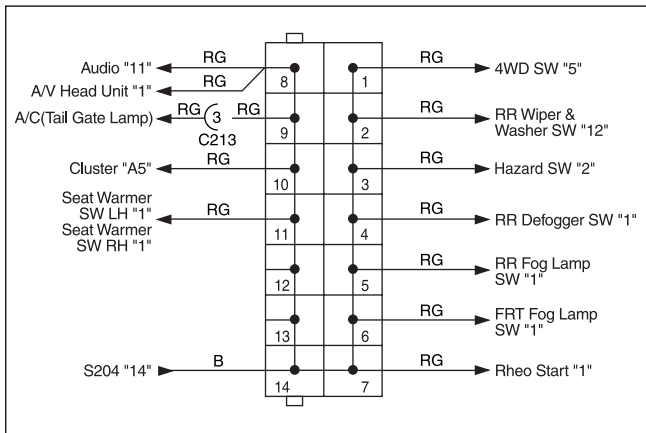 Audio "11"
RG
RG
4WD SW "5"
A/V Head Unit "1"
RG
8
1
A/C(Tail Gate Lamp)
RG
3
RG
C213
9
2
RG
RR Wiper &
Washer SW "12"
Cluster "A5"
RG
10
3
RG
Hazard SW "2"
Seat Warmer
SW LH "1"
Seat Warmer
SW RH "1"
RG
11
4
RG
RR Defogger SW "1"
12
5
RG
RR Fog Lamp
SW "1"
13
6
RG
FRT Fog Lamp
SW "1"
S204 "14"
B
14
7
RG
Rheo Start "1"